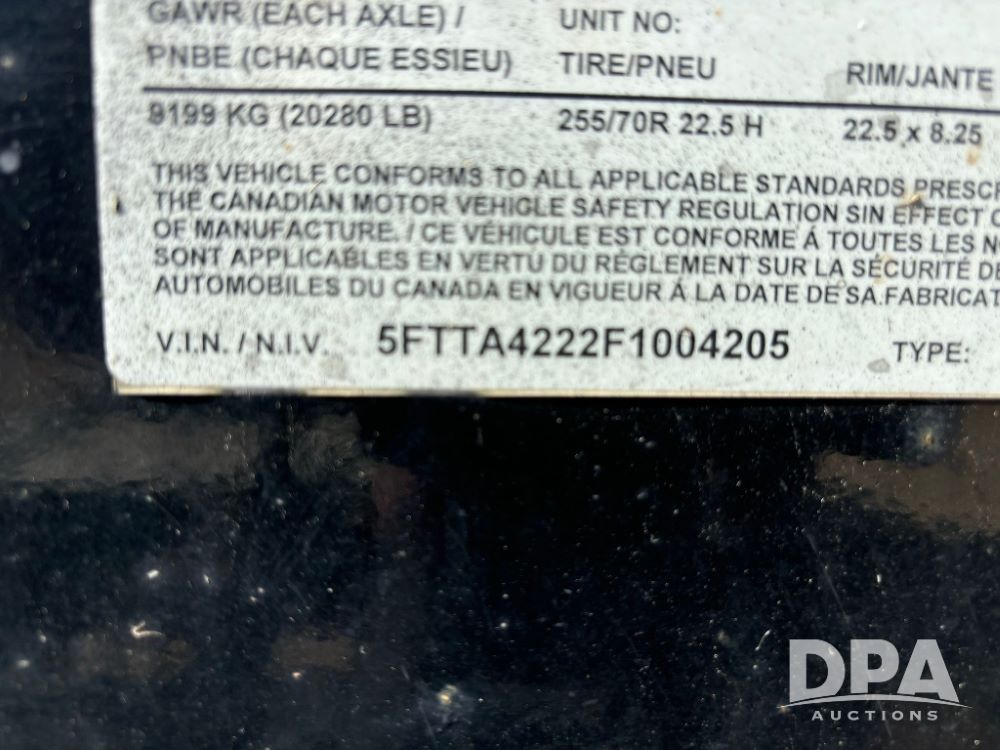 GAWR (EACH AXLE) / UNIT NO:
PNBE (CHAQUE ESSIEU) TIRE/PNEU RIM/JANTE
9199 KG (20280 LB) 255/70R 22.5 H 22.5 x 8.25
THIS VEHICLE CONFORMS TO ALL APPLICABLE STANDARDS PRESC
THE CANADIAN MOTOR VEHICLE SAFETY REGULATION SIN EFFECT
OF MANUFACTURE. / CE VÉHICULE EST CONFORME Á TOUTES LES
SONT APPLICABLES EN VERTU DU RÉGLEMENT SUR LA SÉCURITÉ
AUTOMOBILES DU CANADA EN VIGUEUR Á LA DATE DE SA.FABRICAT
V.I.N. / N.I.V. 5FTTA4222F1004205 TYPE:
DPA
AUCTIONS